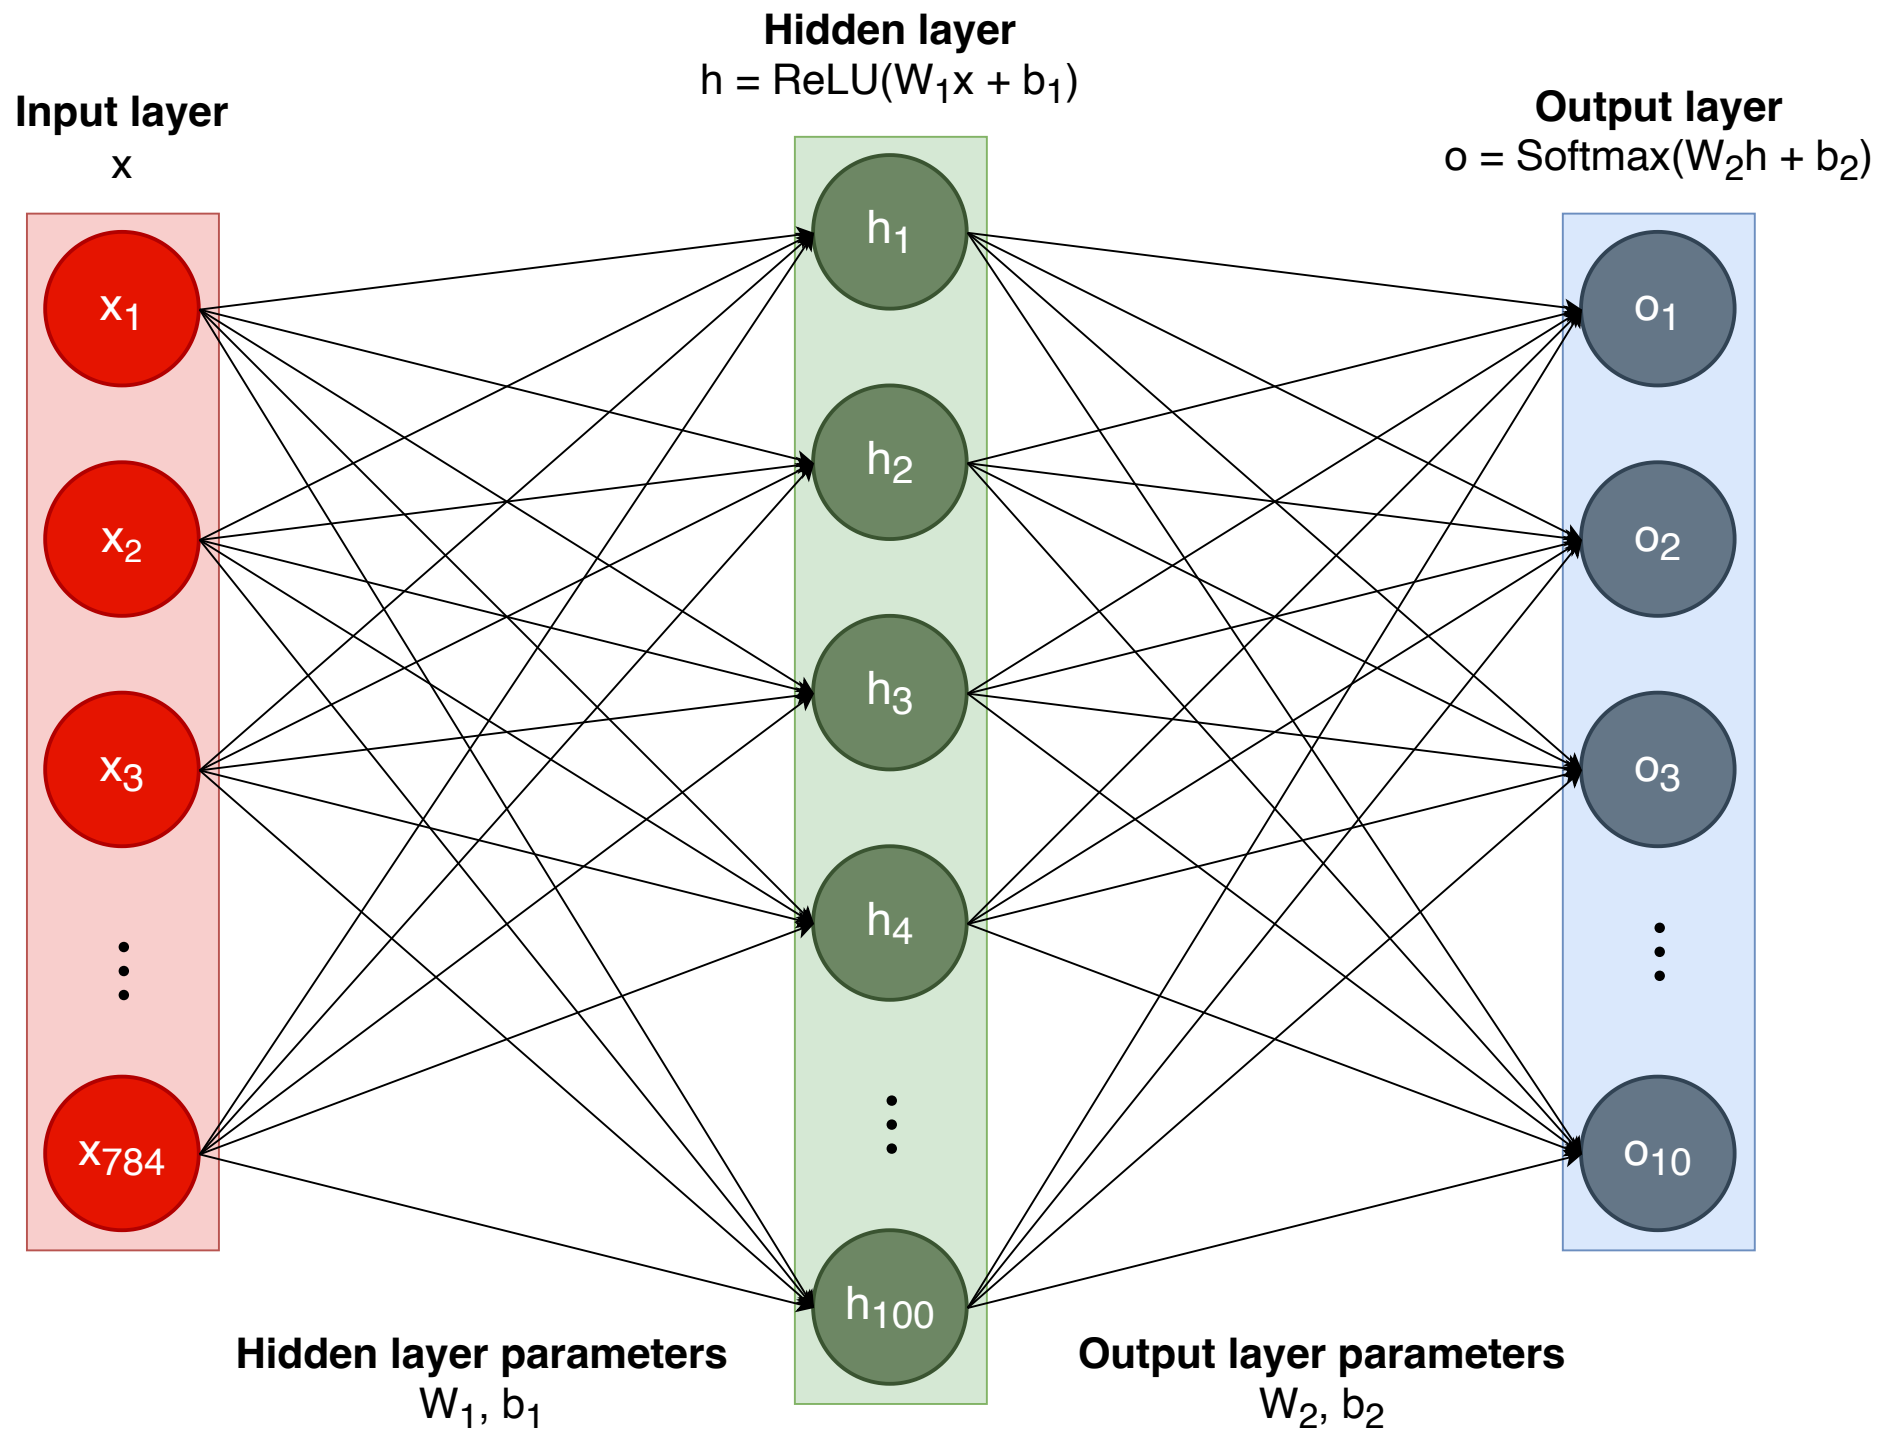 Hidden layer
h = ReLU(W₁x + b₁)
Input layer
x
Output layer
o = Softmax(W₂h + b₂)
x₁
x₂
x₃
x₇₈₄
h₁
h₂
h₃
h₄
h₁₀₀
o₁
o₂
o₃
o₁₀
Hidden layer parameters
W₁, b₁
Output layer parameters
W₂, b₂